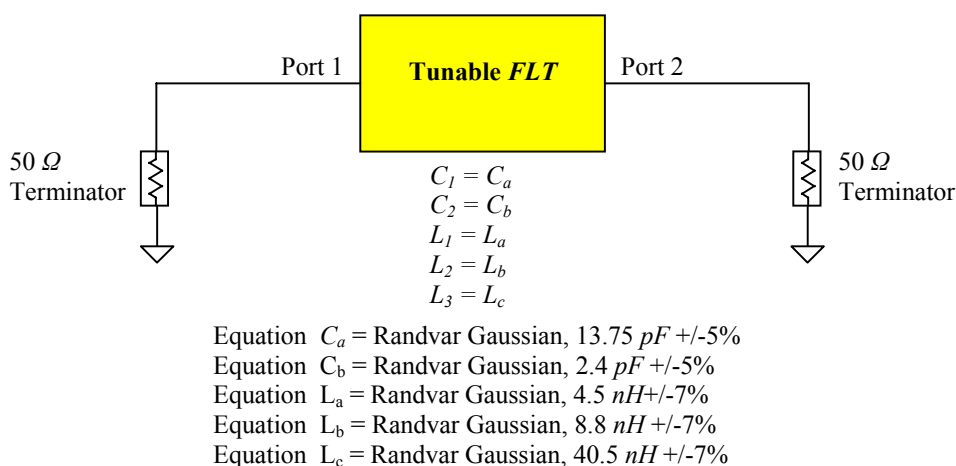 Port 1
Tunable FLT
Port 2
50 Ω
Terminator
50 Ω
Terminator
C1 = Ca
C2 = Cb
L1 = La
L2 = Lb
L3 = Lc
Equation Ca = Randvar Gaussian, 13.75 pF +/-5%
Equation Cb = Randvar Gaussian, 2.4 pF +/-5%
Equation La = Randvar Gaussian, 4.5 nH+/-7%
Equation Lb = Randvar Gaussian, 8.8 nH +/-7%
Equation Lc = Randvar Gaussian, 40.5 nH +/-7%